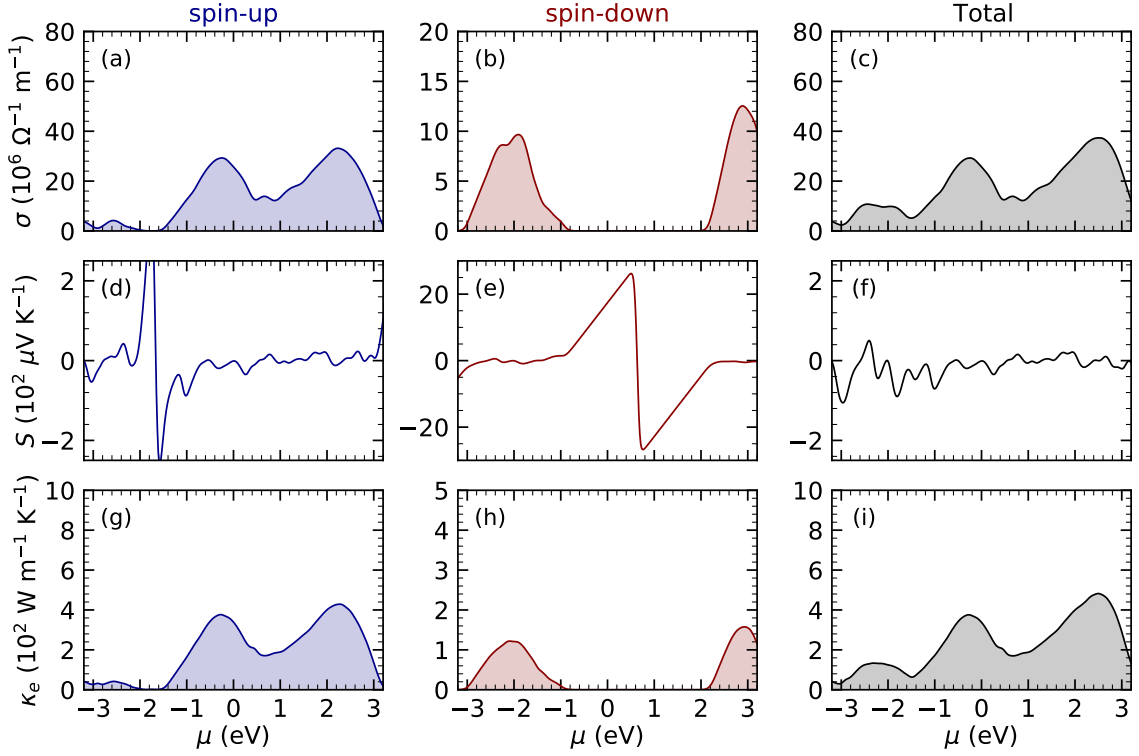 spin-up spin-down Total
80 20 80
(a) (b) (c)
60 15 60
40 10 40
20 5 20
0 0 0
σ (10⁶ Ω⁻¹ m⁻¹)
2 20 2
(d) (e) (f)
0 0 0
−2 −20 −2
S (10² μV K⁻¹)
10 5 10
(g) (h) (i)
8 4 8
6 3 6
4 2 4
2 1 2
0 0 0
κₑ (10² W m⁻¹ K⁻¹)
−3 −2 −1 0 1 2 3 −3 −2 −1 0 1 2 3 −3 −2 −1 0 1 2 3
μ (eV) μ (eV) μ (eV)